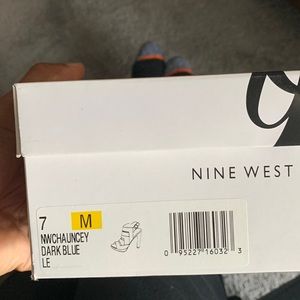 NINE WEST
7 M
NWCHAUNCEY
DARK BLUE
LE
0 95227 16032 3